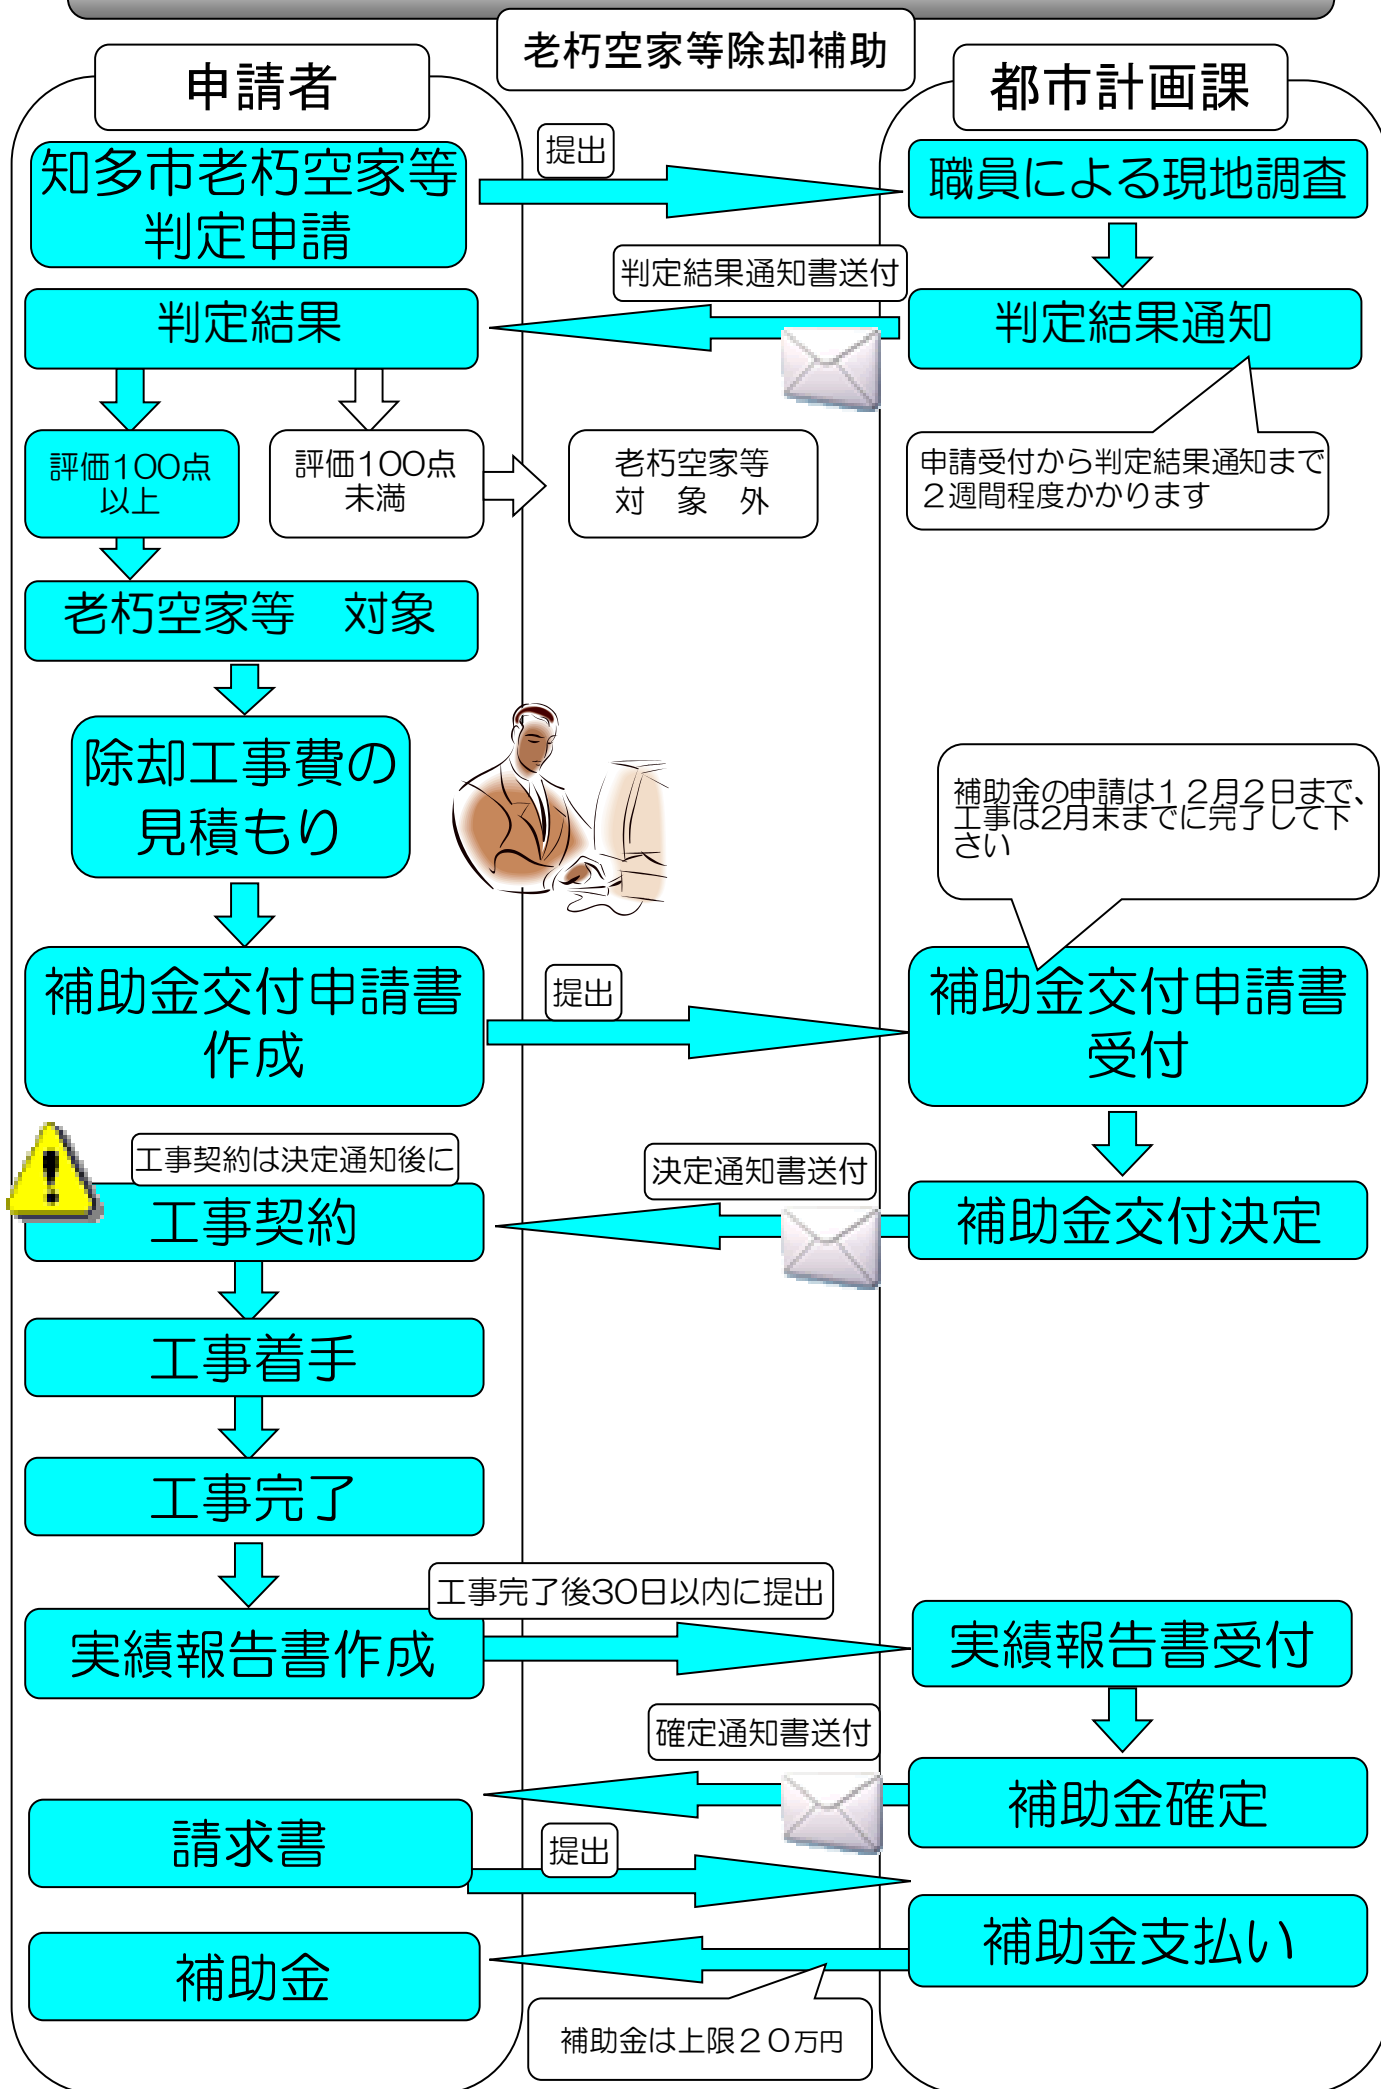 老朽空家等除却補助
申請者
都市計画課
知多市老朽空家等
判定申請
提出
職員による現地調査
判定結果通知書送付
判定結果
判定結果通知
評価100点
以上
評価100点
未満
老朽空家等
対　象　外
申請受付から判定結果通知まで
２週間程度かかります
老朽空家等　対象
除却工事費の
見積もり
補助金の申請は１２月２日まで、
工事は2月末までに完了して下
さい
補助金交付申請書
作成
提出
補助金交付申請書
受付
工事契約は決定通知後に
決定通知書送付
工事契約
補助金交付決定
工事着手
工事完了
工事完了後30日以内に提出
実績報告書作成
実績報告書受付
確定通知書送付
補助金確定
請求書
提出
補助金支払い
補助金
補助金は上限２０万円